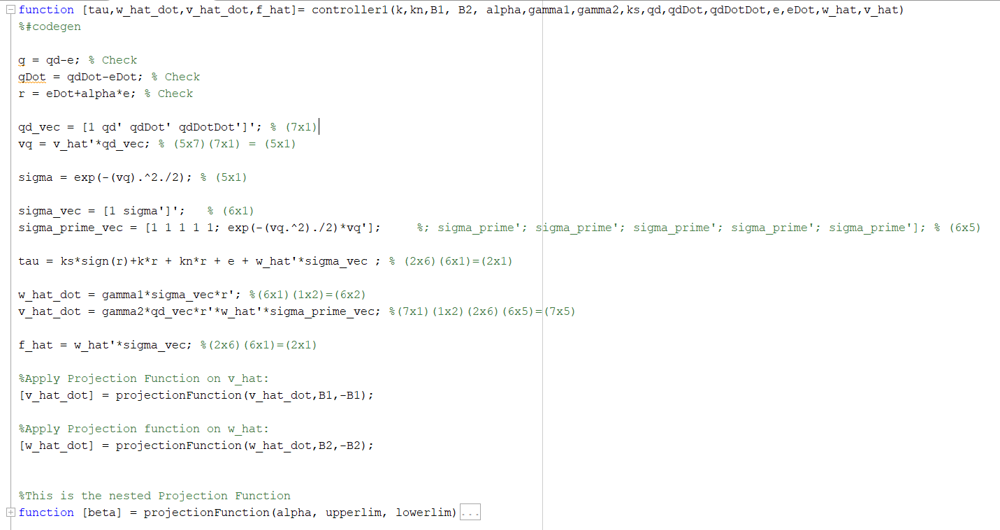 function [tau,w_hat_dot,v_hat_dot,f_hat]= controller1(k,kn,B1, B2, alpha,gamma1,gamma2,ks,qd,qdDot,qdDotDot,e,eDot,w_hat,v_hat)
%#codegen
g = qd-e; % Check
gDot = qdDot-eDot; % Check
r = eDot+alpha*e; % Check
qd_vec = [1 qd' qdDot' qdDotDot']'; % (7x1)
vq = v_hat'*qd_vec; % (5x7)(7x1) = (5x1)
sigma = exp(-(vq).^2./2); % (5x1)
sigma_vec = [1 sigma']';   % (6x1)
sigma_prime_vec = [1 1 1 1 1; exp(-(vq.^2)./2)*vq'];     %; sigma_prime'; sigma_prime'; sigma_prime'; sigma_prime'; sigma_prime']; % (6x5)
tau = ks*sign(r)+k*r + kn*r + e + w_hat'*sigma_vec ; % (2x6)(6x1)=(2x1)
w_hat_dot = gamma1*sigma_vec*r'; %(6x1)(1x2)=(6x2)
v_hat_dot = gamma2*qd_vec*r'*w_hat'*sigma_prime_vec; %(7x1)(1x2)(2x6)(6x5)=(7x5)
f_hat = w_hat'*sigma_vec; %(2x6)(6x1)=(2x1)
%Apply Projection Function on v_hat:
[v_hat_dot] = projectionFunction(v_hat_dot,B1,-B1);
%Apply Projection function on w_hat:
[w_hat_dot] = projectionFunction(w_hat_dot,B2,-B2);
%This is the nested Projection Function
function [beta] = projectionFunction(alpha, upperlim, lowerlim)...